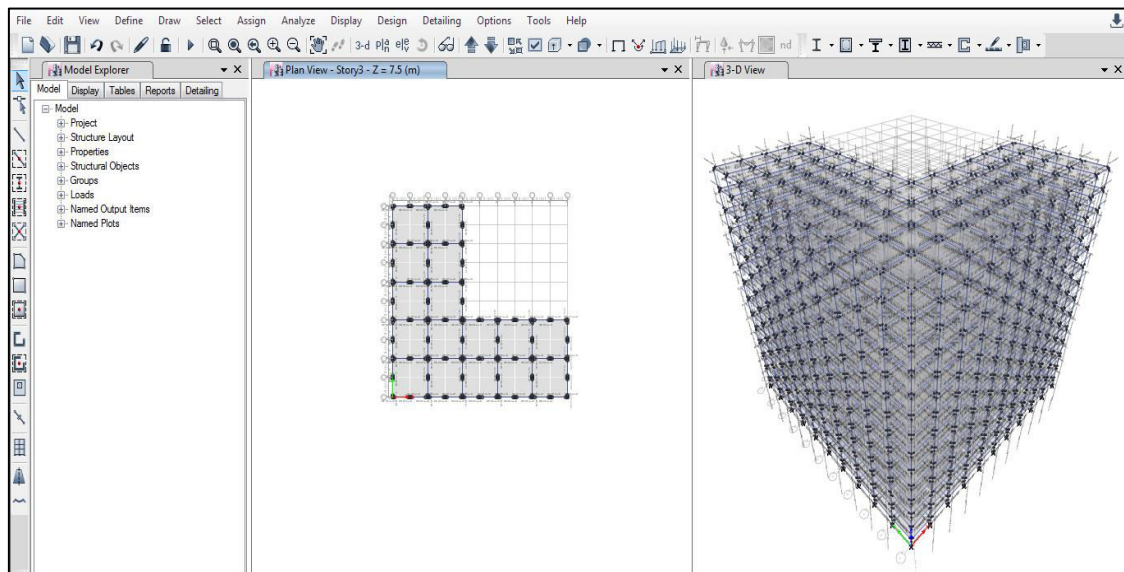 File Edit View Define Draw Select Assign Analyze Display Design Detailing Options Tools Help
3-d nd
Model Explorer
Plan View - Story3 - Z = 7.5 (m)
3-D View
Model Display Tables Reports Detailing
Model
Project
Structure Layout
Properties
Structural Objects
Groups
Loads
Named Output Items
Named Plots